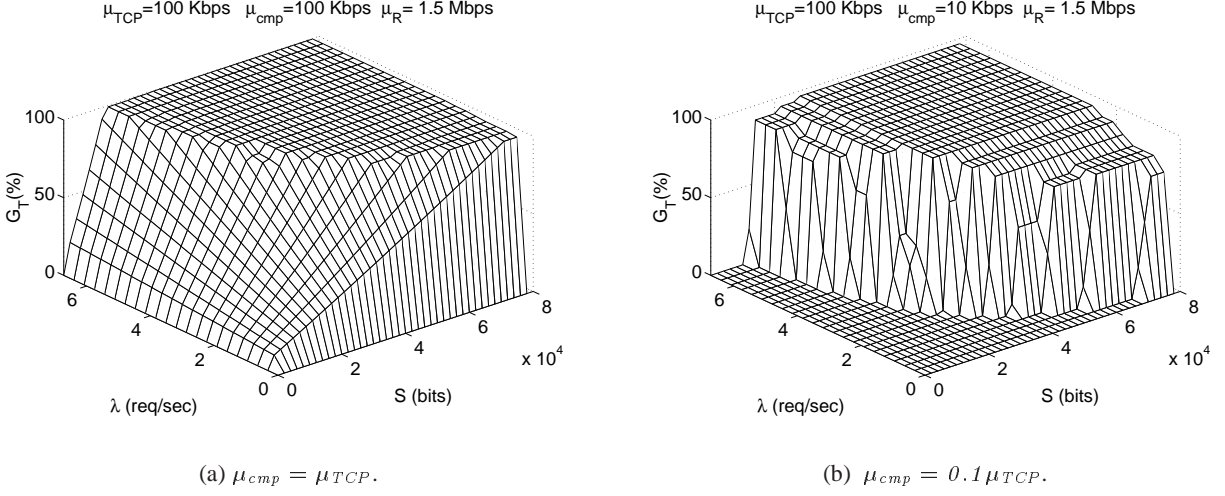 μTCP=100 Kbps μcmp=100 Kbps μR= 1.5 Mbps
100
50
0
GT(%)
6
4
2
0
λ (req/sec)
0
2
4
6
8
x 10^4
S (bits)
(a) μcmp = μTCP.
μTCP=100 Kbps μcmp=10 Kbps μR= 1.5 Mbps
100
50
0
GT(%)
6
4
2
0
λ (req/sec)
0
2
4
6
8
x 10^4
S (bits)
(b) μcmp = 0.1μTCP.